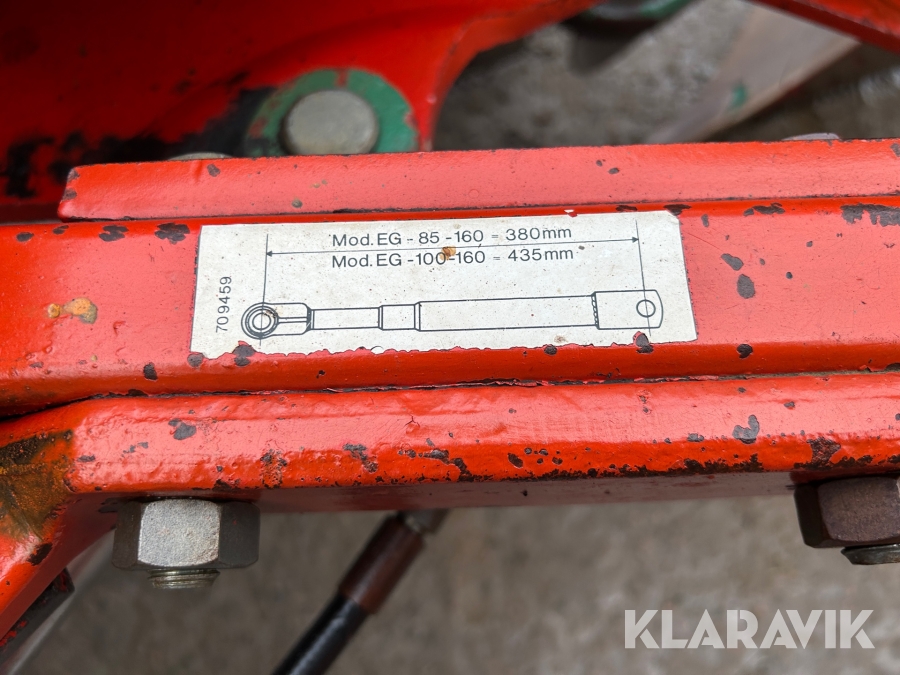 Mod.EG - 85 - 160 = 380mm
Mod.EG - 100 - 160 = 435mm
709459
KLARAVIK